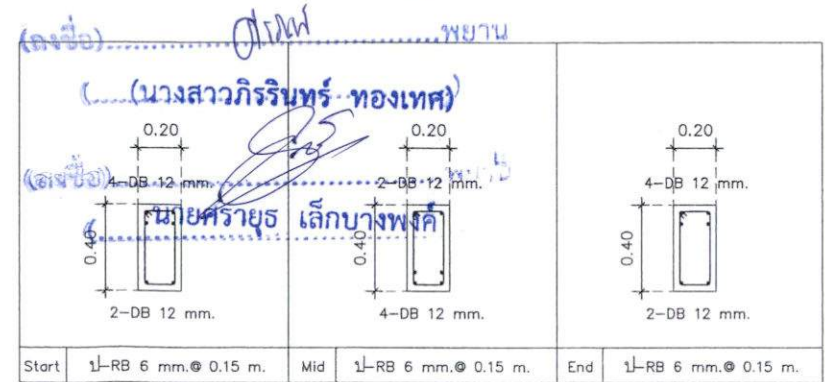 (ลงชื่อ)..........................พยาน
(นางสาวภิรรินทร์ ทองเทศ)
0.20 0.20 0.20
(ลงชื่อ) พยาน
4-DB 12 mm. 2-DB 12 mm. 4-DB 12 mm.
นายศรายุธ เล็กบางพงค์
0.40 0.40 0.40
2-DB 12 mm. 4-DB 12 mm. 2-DB 12 mm.
Start ป-RB 6 mm.@ 0.15 m. Mid ป-RB 6 mm.@ 0.15 m. End ป-RB 6 mm.@ 0.15 m.